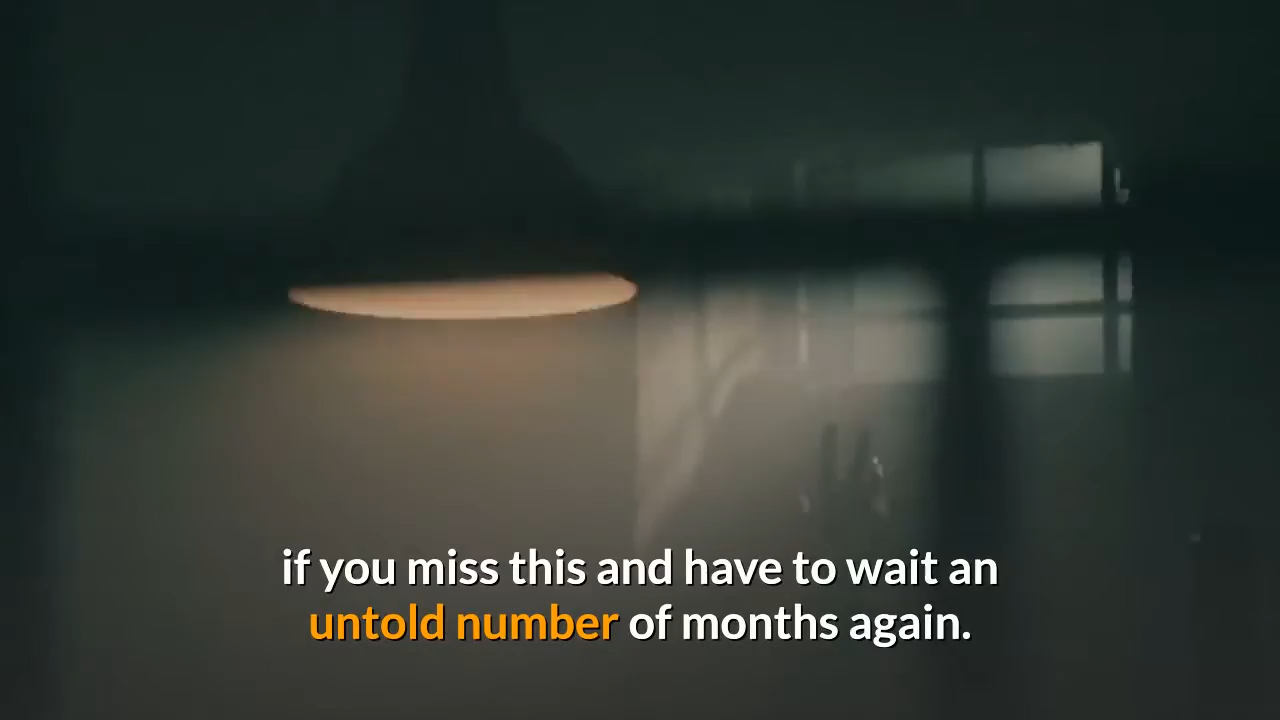 if you miss this and have to wait an
untold number of months again.